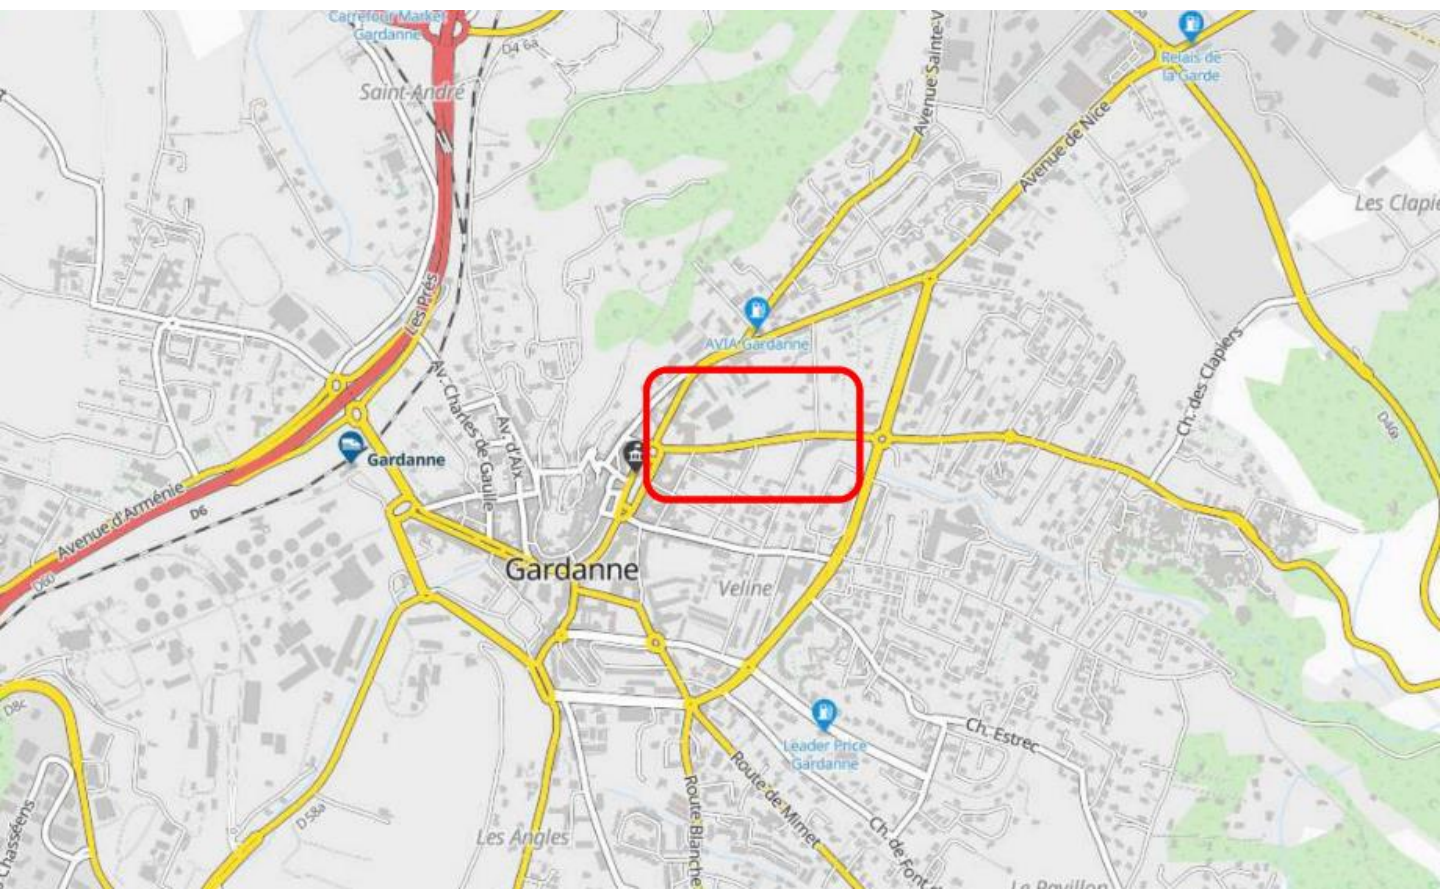 Carrefour Market
Gardanne
D4 6a
Saint-André
Avenue Sainte-V
Relais de
la Garde
Avenue de Nice
Les Clapie
Les Prés
AVIA Gardanne
Ch. des Clapiers
D46a
Av. Charles de Gaulle
Av. d'Aix
Gardanne
Avenue d'Arménie
D6
D60
Gardanne
Veline
D8c
Ch. Estrec
Leader Price
Gardanne
Route de Mimet
Route Blanche
D58a
Les Angles
Chasséens
Ch. de Font d
Le Pavillon